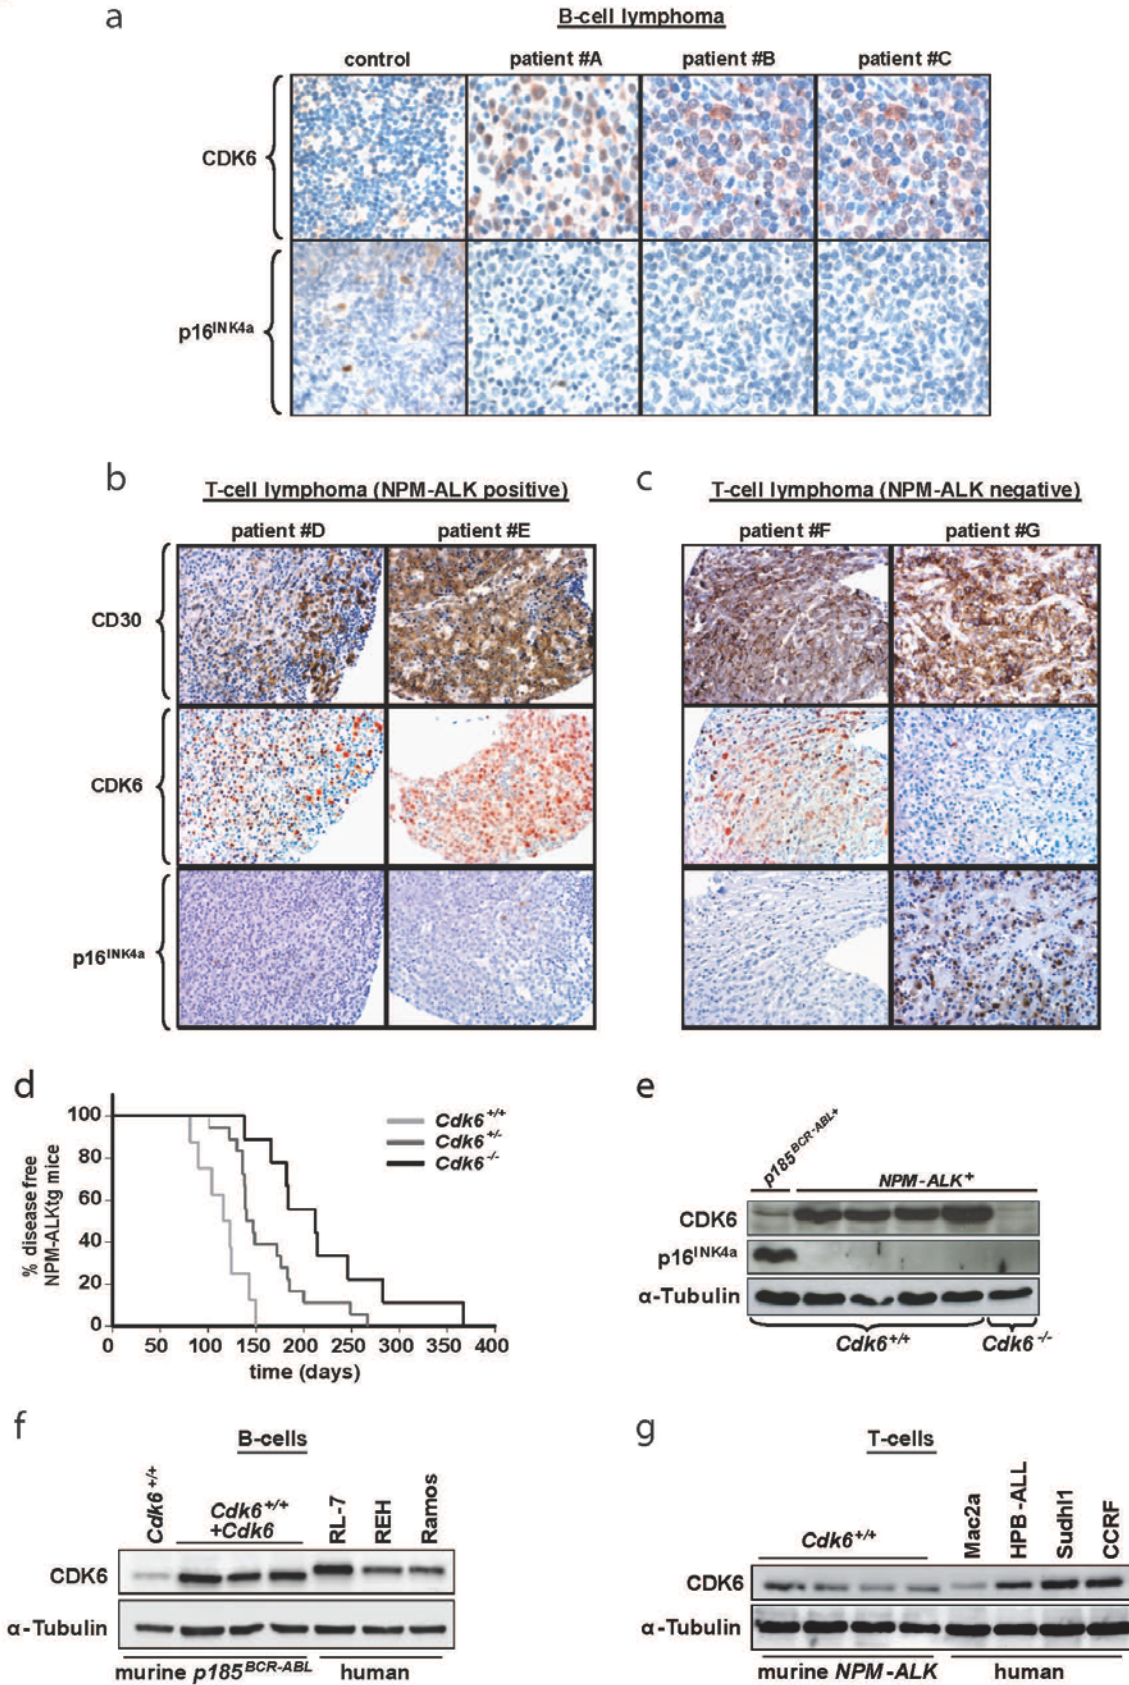 a
B-cell lymphoma
control patient #A patient #B patient #C
CDK6
p16INK4a
b
T-cell lymphoma (NPM-ALK positive)
patient #D patient #E
CD30
CDK6
p16INK4a
c
T-cell lymphoma (NPM-ALK negative)
patient #F patient #G
d
% disease free
NPM-ALKtg mice
100
80
60
40
20
0
0 50 100 150 200 250 300 350 400
time (days)
Cdk6+/+
Cdk6+/-
Cdk6-/-
e
p185BCR-ABL+
NPM-ALK+
CDK6
p16INK4a
α-Tubulin
Cdk6+/+ Cdk6-/-
f
B-cells
Cdk6+/+
Cdk6+/+
+Cdk6
RL-7
REH
Ramos
CDK6
α-Tubulin
murine p185BCR-ABL human
g
T-cells
Cdk6+/+
Mac2a
HPB-ALL
Sudhl1
CCRF
CDK6
α-Tubulin
murine NPM-ALK human